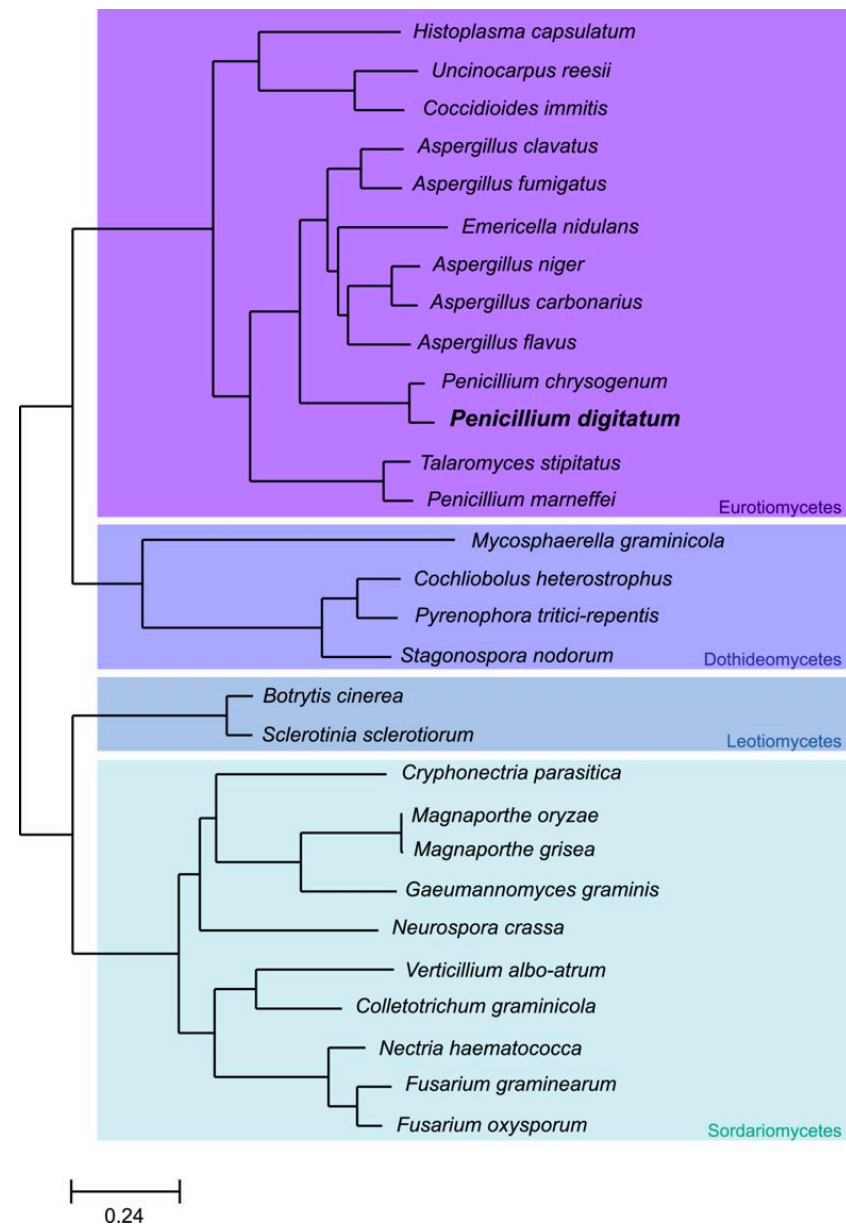 Histoplasma capsulatum
Uncinocarpus reesii
Coccidioides immitis
Aspergillus clavatus
Aspergillus fumigatus
Emericella nidulans
Aspergillus niger
Aspergillus carbonarius
Aspergillus flavus
Penicillium chrysogenum
Penicillium digitatum
Talaromyces stipitatus
Penicillium marneffei
Eurotiomycetes
Mycosphaerella graminicola
Cochliobolus heterostrophus
Pyrenophora tritici-repentis
Stagonospora nodorum
Dothideomycetes
Botrytis cinerea
Sclerotinia sclerotiorum
Leotiomycetes
Cryphonectria parasitica
Magnaporthe oryzae
Magnaporthe grisea
Gaeumannomyces graminis
Neurospora crassa
Verticillium albo-atrum
Colletotrichum graminicola
Nectria haematococca
Fusarium graminearum
Fusarium oxysporum
Sordariomycetes
0.24